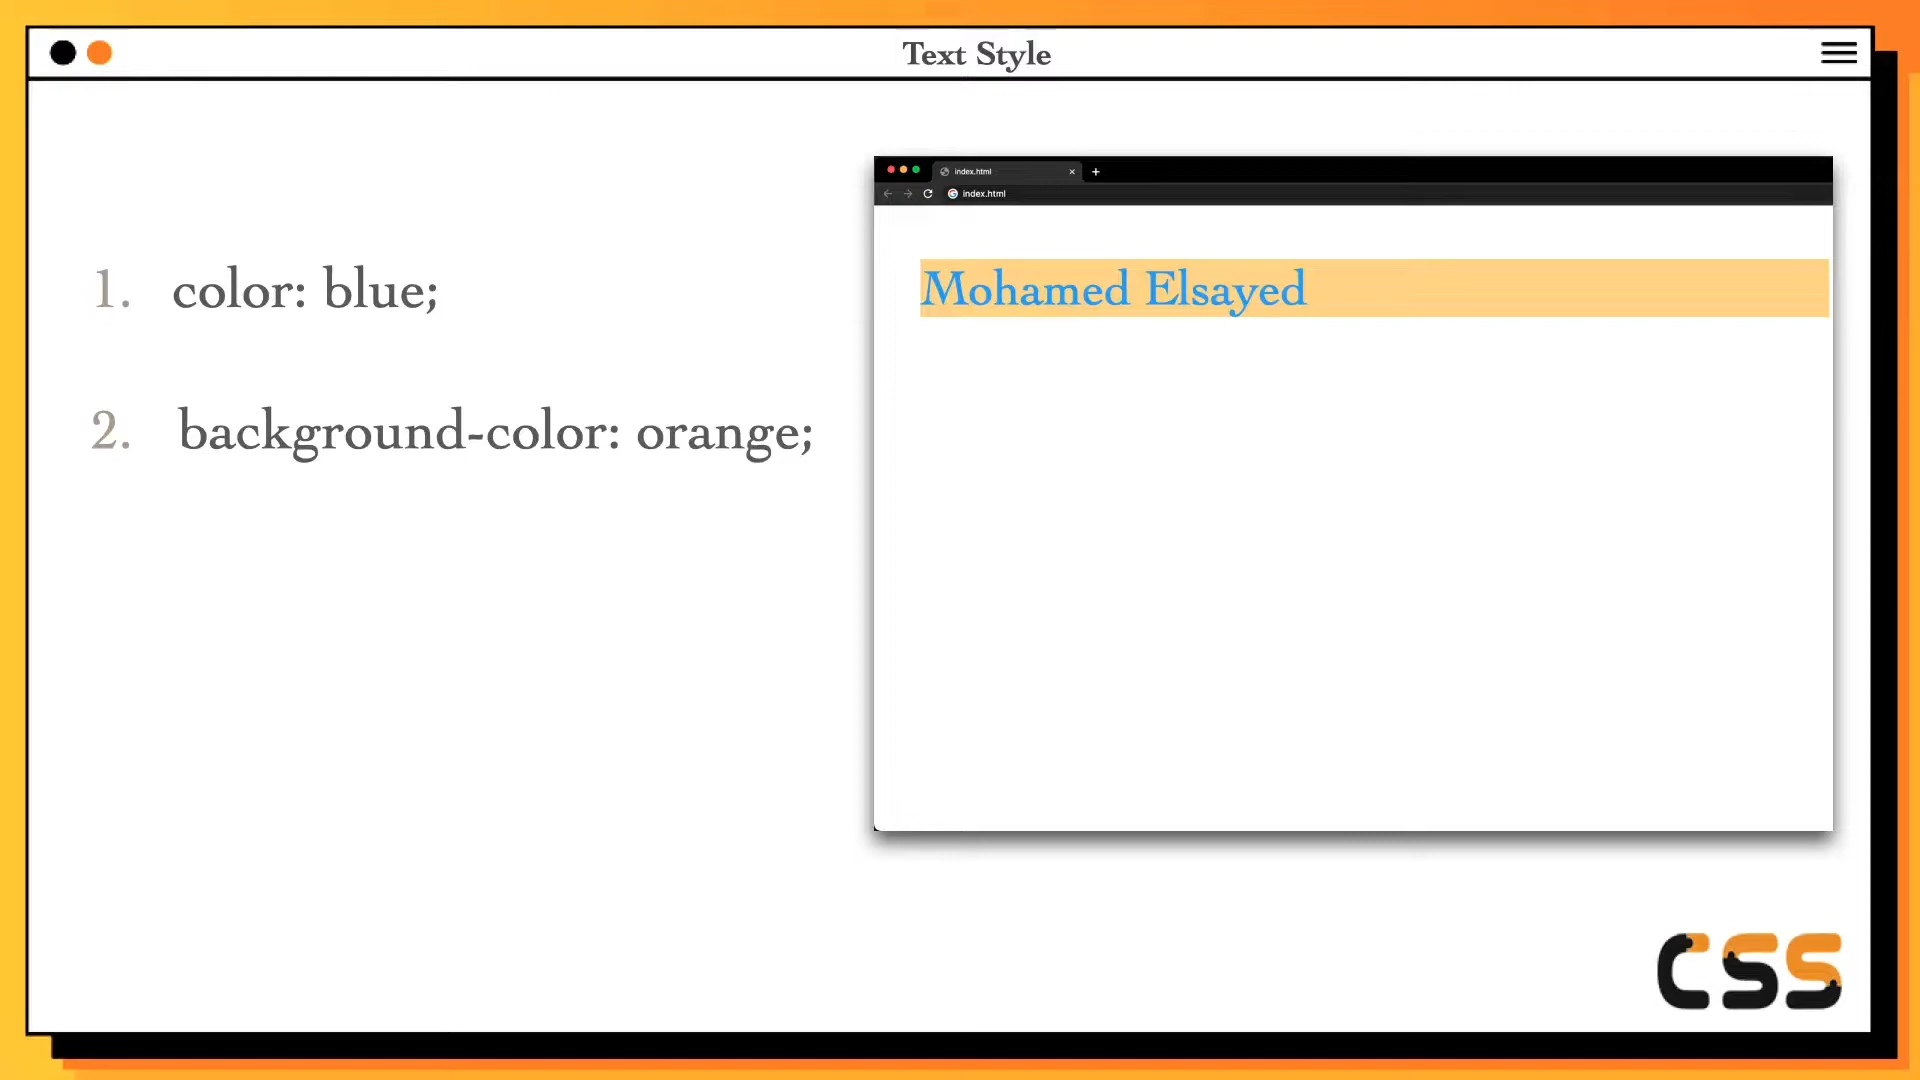 Text Style
index.html
index.html
1. color: blue;
2. background-color: orange;
Mohamed Elsayed
CSS